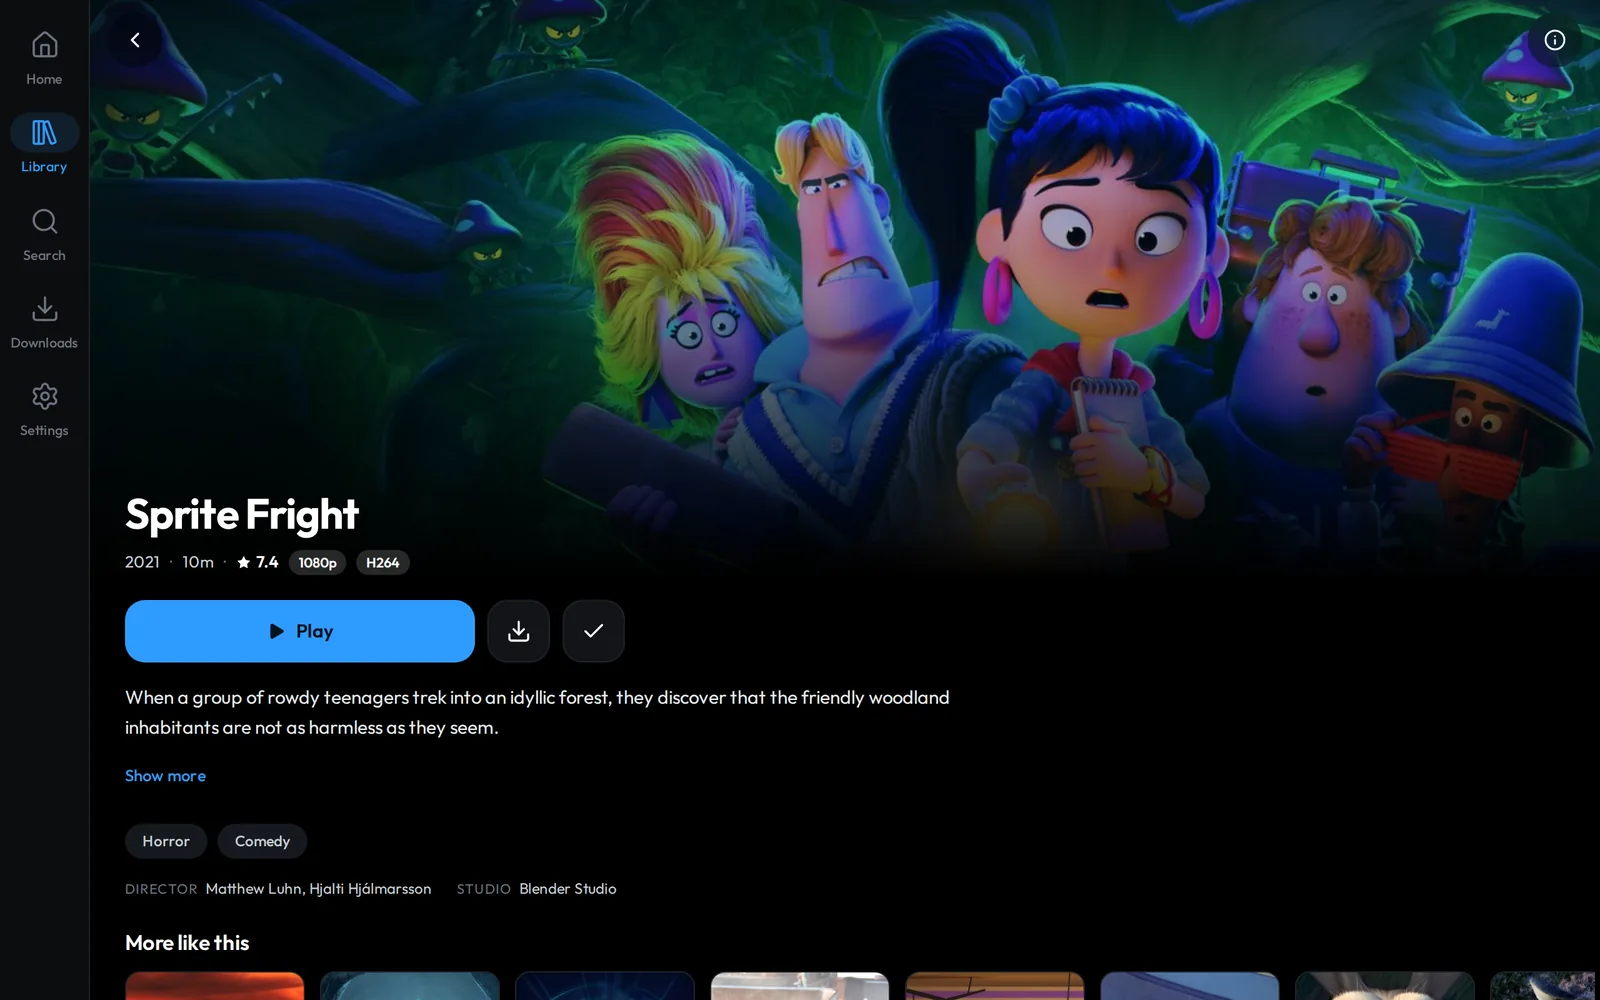 Home
Library
Search
Downloads
Settings
Sprite Fright
2021 · 10m · ★ 7.4 1080p H264
Play
When a group of rowdy teenagers trek into an idyllic forest, they discover that the friendly woodland
inhabitants are not as harmless as they seem.
Show more
Horror Comedy
DIRECTOR Matthew Luhn, Hjalti Hjálmarsson STUDIO Blender Studio
More like this